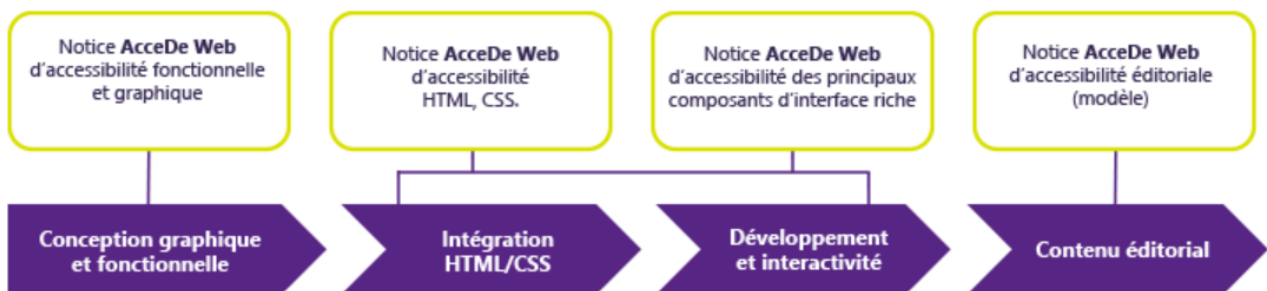 Notice AcceDe Web
d'accessibilité fonctionnelle
et graphique
Notice AcceDe Web
d'accessibilité
HTML, CSS.
Notice AcceDe Web
d'accessibilité des principaux
composants d'interface riche
Notice AcceDe Web
d'accessibilité éditoriale
(modèle)
Conception graphique
et fonctionnelle
Intégration
HTML/CSS
Développement
et interactivité
Contenu éditorial